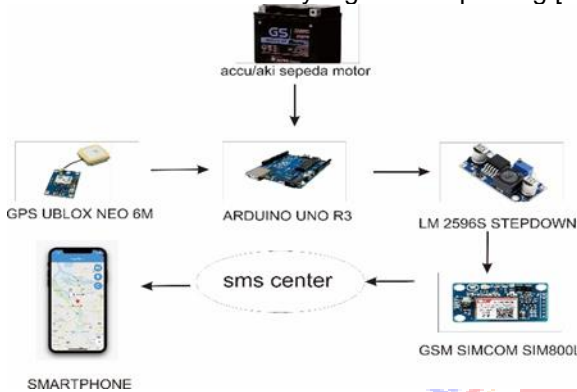 accu/aki sepeda motor
GPS UBLOX NEO 6M
ARDUINO UNO R3
LM 2596S STEPDOWN
sms center
GSM SIMCOM SIM800L
SMARTPHONE
GS